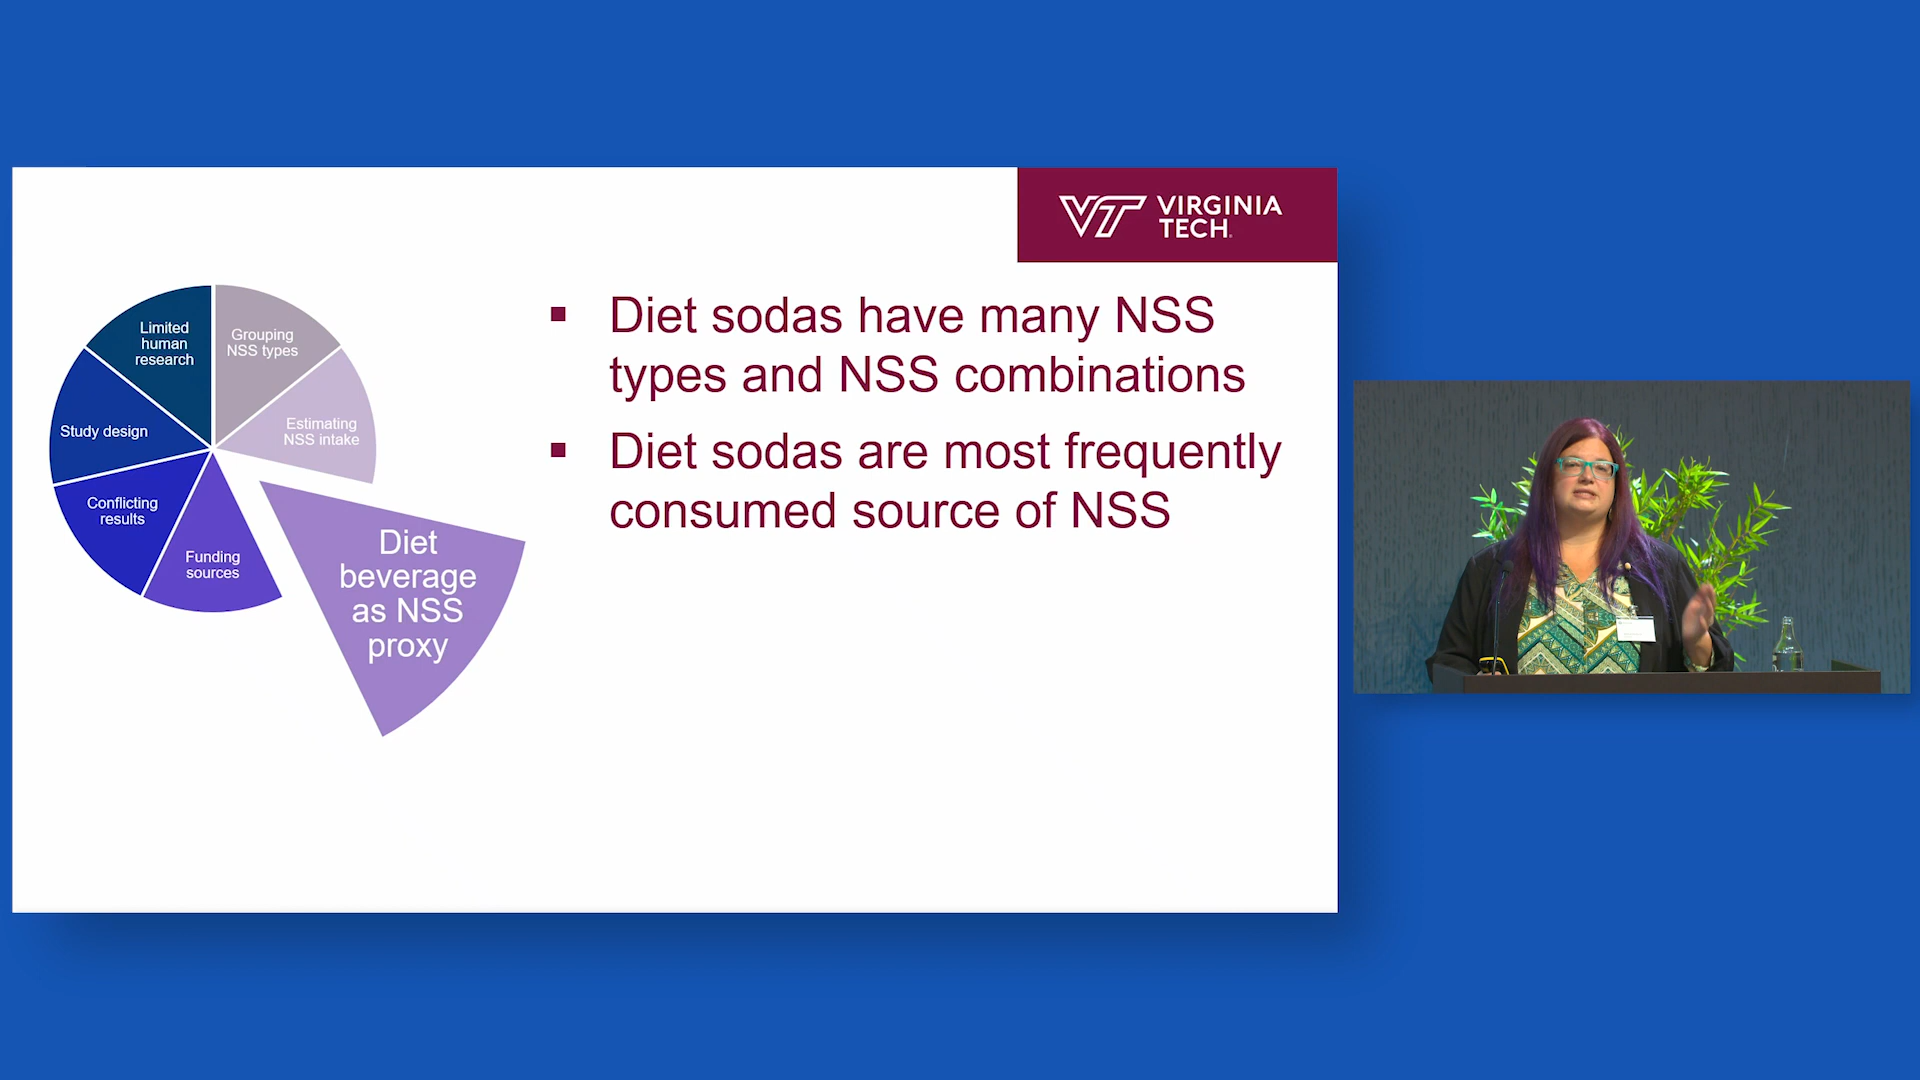 VT VIRGINIA
TECH
Limited
human
research
Grouping
NSS types
Study design
Estimating
NSS intake
Conflicting
results
Funding
sources
Diet
beverage
as NSS
proxy
▪ Diet sodas have many NSS
types and NSS combinations
▪ Diet sodas are most frequently
consumed source of NSS